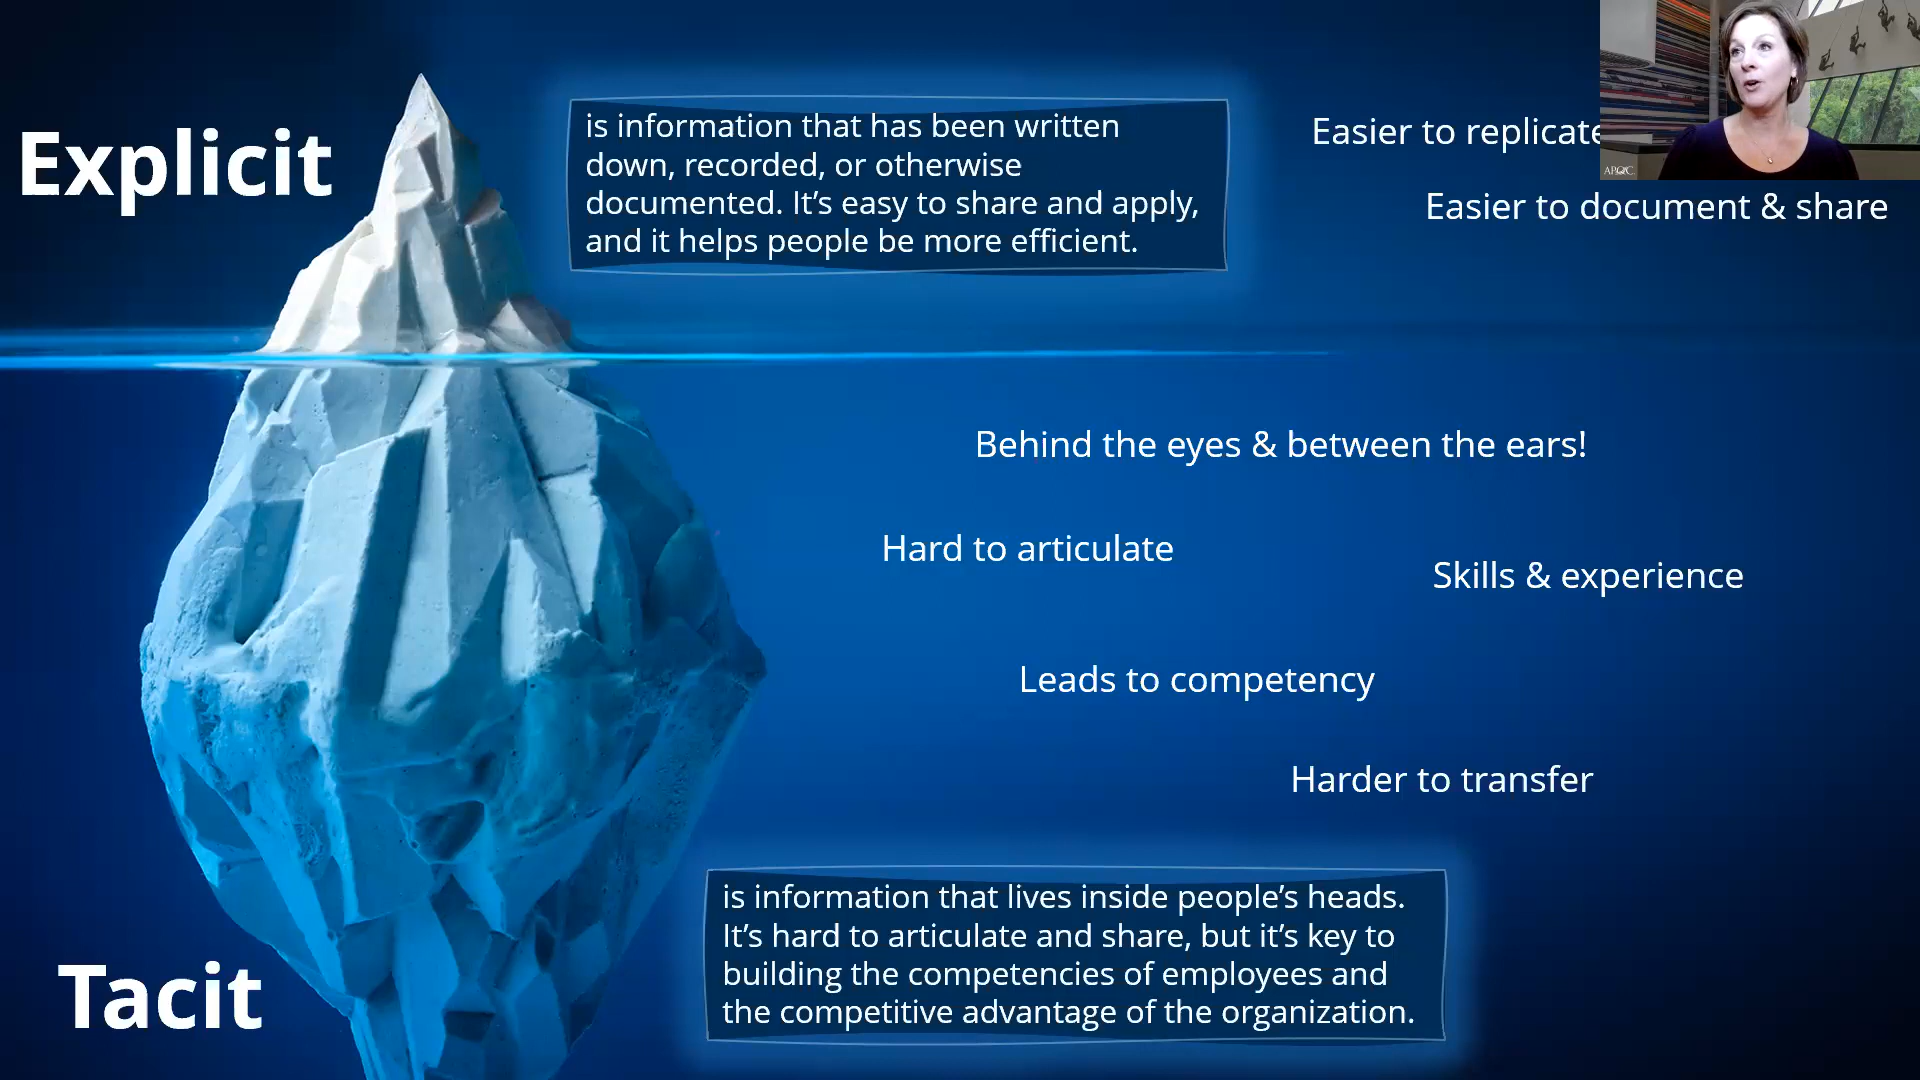 Explicit
is information that has been written
down, recorded, or otherwise
documented. It’s easy to share and apply,
and it helps people be more efficient.
Easier to replicate
APQC
Easier to document & share
Behind the eyes & between the ears!
Hard to articulate
Skills & experience
Leads to competency
Harder to transfer
Tacit
is information that lives inside people’s heads.
It’s hard to articulate and share, but it’s key to
building the competencies of employees and
the competitive advantage of the organization.